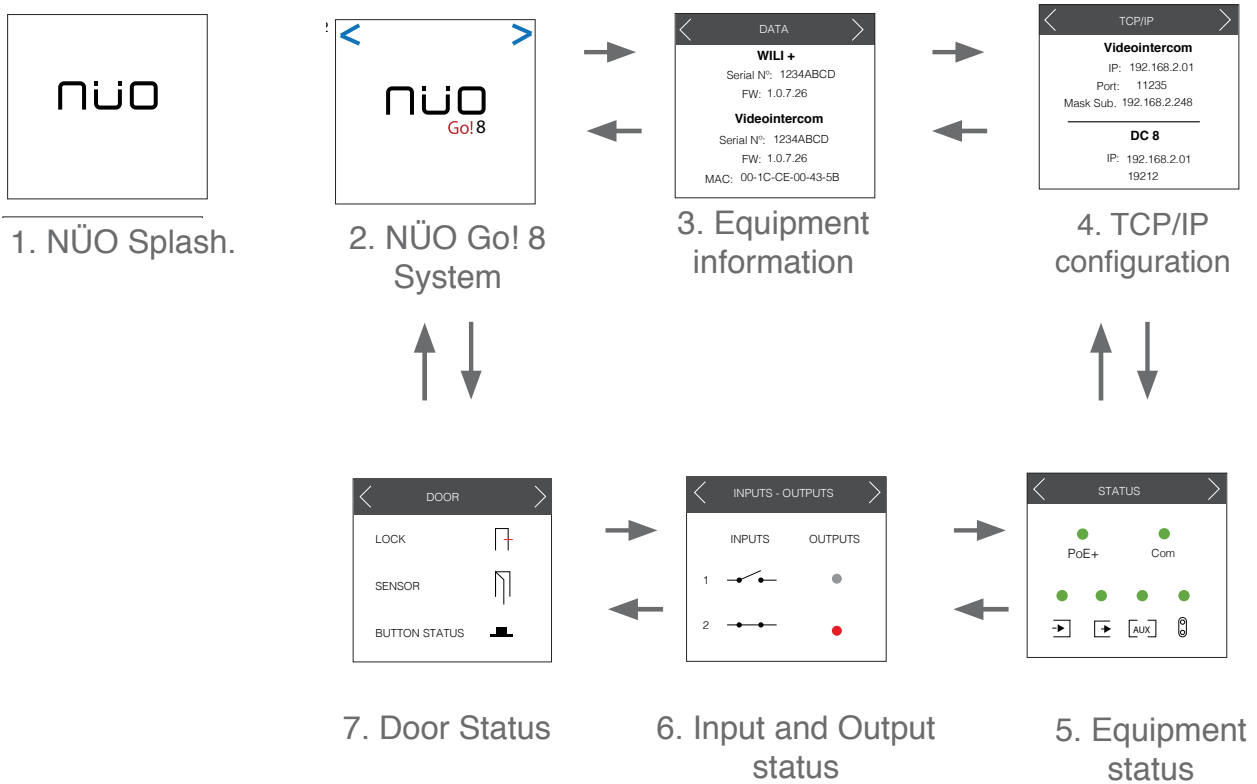 nüo
1. NÜO Splash.
< >
nüo
Go! 8
2. NÜO Go! 8
System
DATA
WILI +
Serial Nº: 1234ABCD
FW: 1.0.7.26
Videointercom
Serial Nº: 1234ABCD
FW: 1.0.7.26
MAC: 00-1C-CE-00-43-5B
3. Equipment
information
TCP/IP
Videointercom
IP: 192.168.2.01
Port: 11235
Mask Sub. 192.168.2.248
DC 8
IP: 192.168.2.01
19212
4. TCP/IP
configuration
DOOR
LOCK
SENSOR
BUTTON STATUS
7. Door Status
INPUTS - OUTPUTS
INPUTS OUTPUTS
1
2
6. Input and Output
status
STATUS
PoE+ Com
AUX
5. Equipment
status